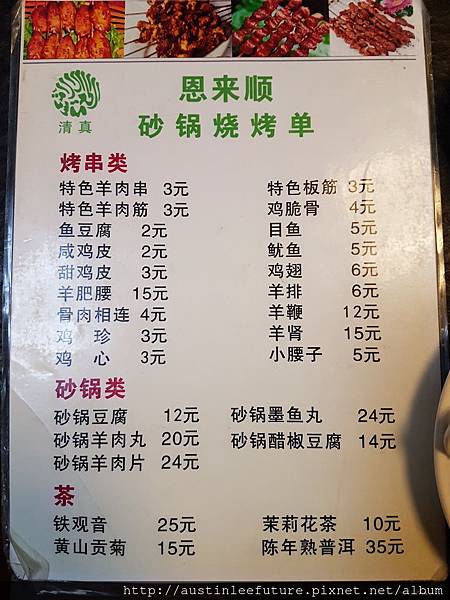 恩来顺
清真
砂锅烧烤单
烤串类
特色羊肉串 3元 特色板筋 3元
特色羊肉筋 3元 鸡脆骨 4元
鱼豆腐 2元 目鱼 5元
咸鸡皮 2元 鱿鱼 5元
甜鸡皮 3元 鸡翅 6元
羊肥腰 15元 羊排 6元
骨肉相连 4元 羊鞭 12元
鸡珍 3元 羊肾 15元
鸡心 3元 小腰子 5元
砂锅类
砂锅豆腐 12元 砂锅墨鱼丸 24元
砂锅羊肉丸 20元 砂锅醋椒豆腐 14元
砂锅羊肉片 24元
茶
铁观音 25元 茉莉花茶 10元
黄山贡菊 15元 陈年熟普洱 35元
http://austinleefuture.pixnet.net/album